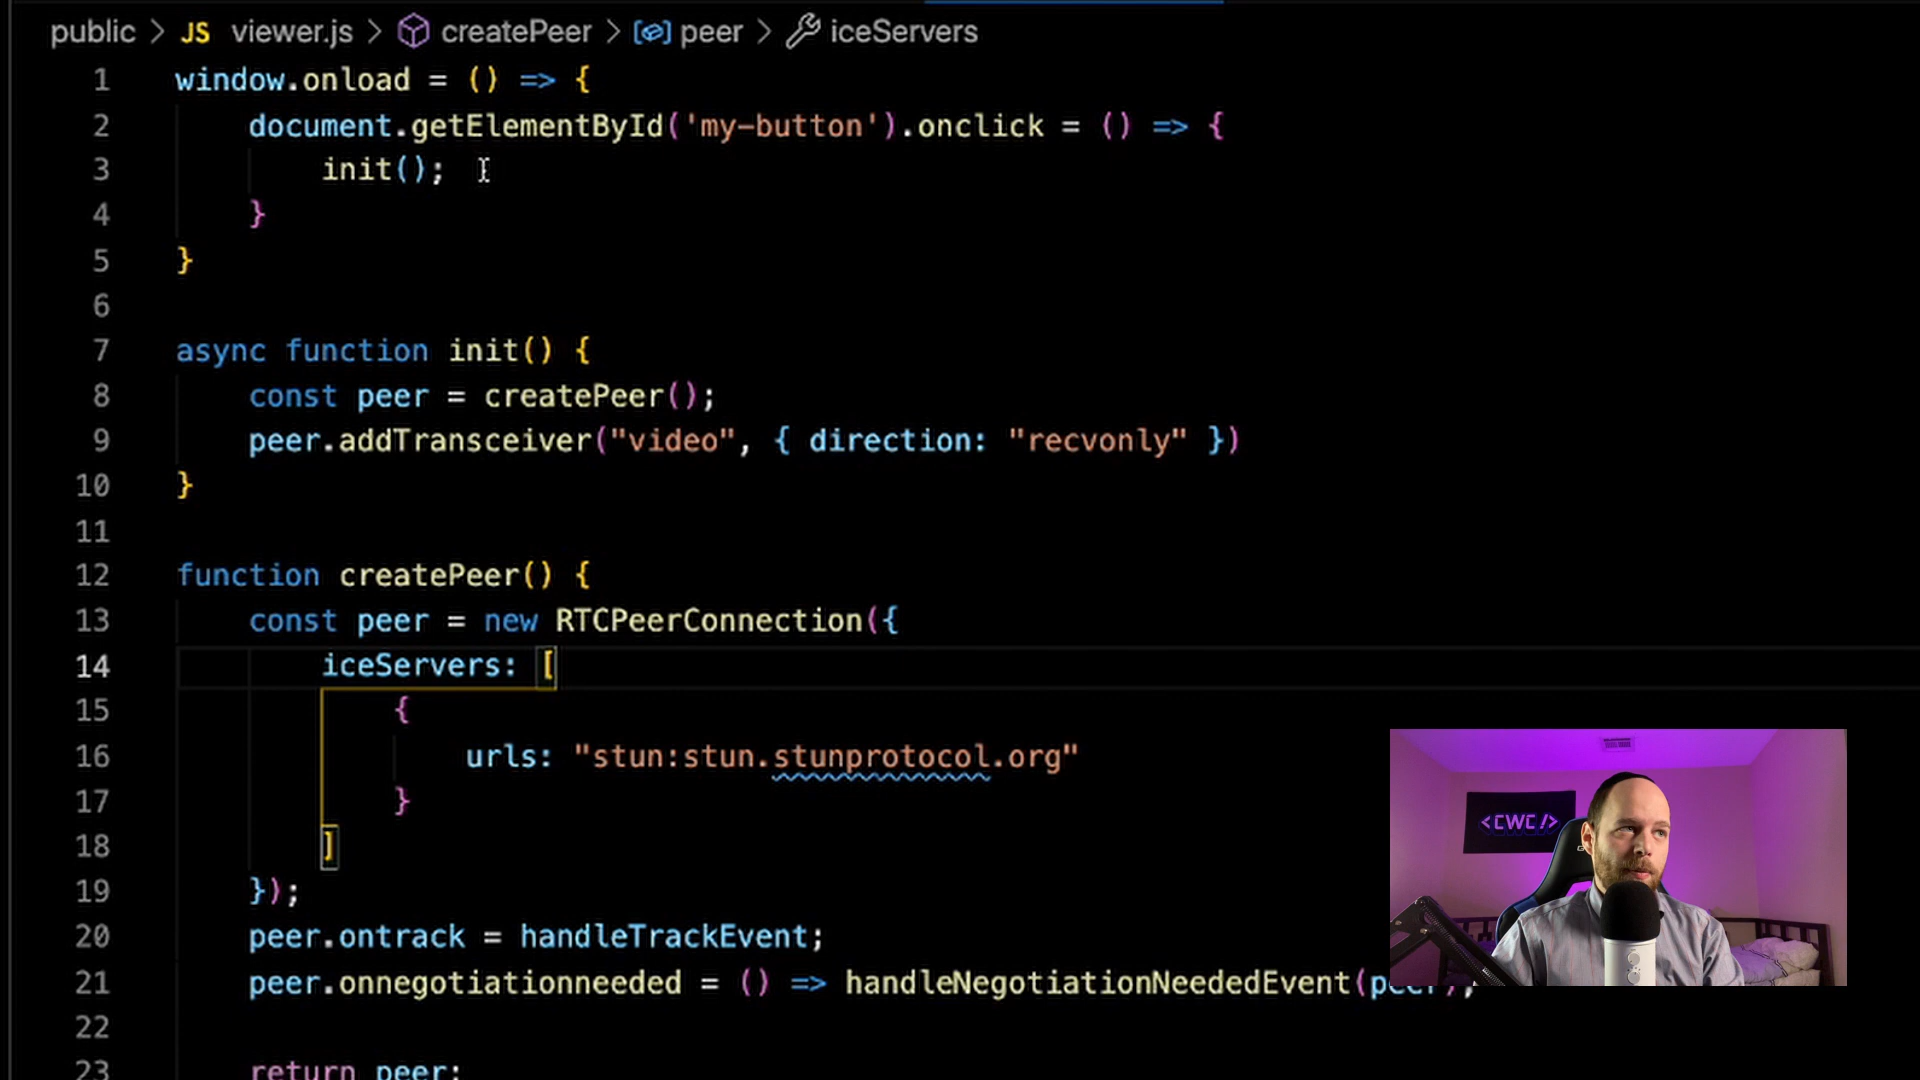 public > JS viewer.js > createPeer > peer > iceServers
1 window.onload = () => {
2 document.getElementById('my-button').onclick = () => {
3 init();
4 }
5 }
6
7 async function init() {
8 const peer = createPeer();
9 peer.addTransceiver("video", { direction: "recvonly" })
10 }
11
12 function createPeer() {
13 const peer = new RTCPeerConnection({
14 iceServers: [
15 {
16 urls: "stun:stun.stunprotocol.org"
17 }
18 ]
19 });
20 peer.ontrack = handleTrackEvent;
21 peer.onnegotiationneeded = () => handleNegotiationNeededEvent(peer);
22
23 return peer;
<CWC/>